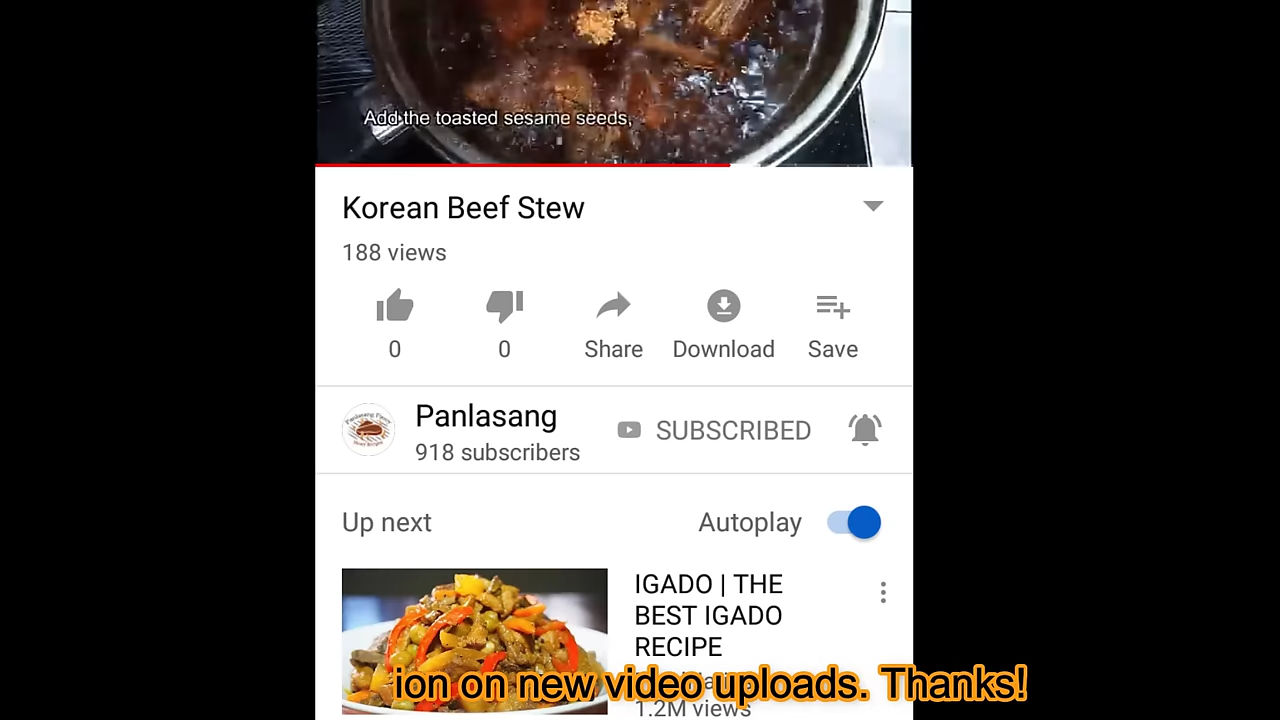 Add the toasted sesame seeds,
Korean Beef Stew
188 views
0
0
Share
Download
Save
Panlasang
918 subscribers
SUBSCRIBED
Up next
Autoplay
IGADO | THE
BEST IGADO
RECIPE
ion on new video uploads. Thanks!
1.2M views